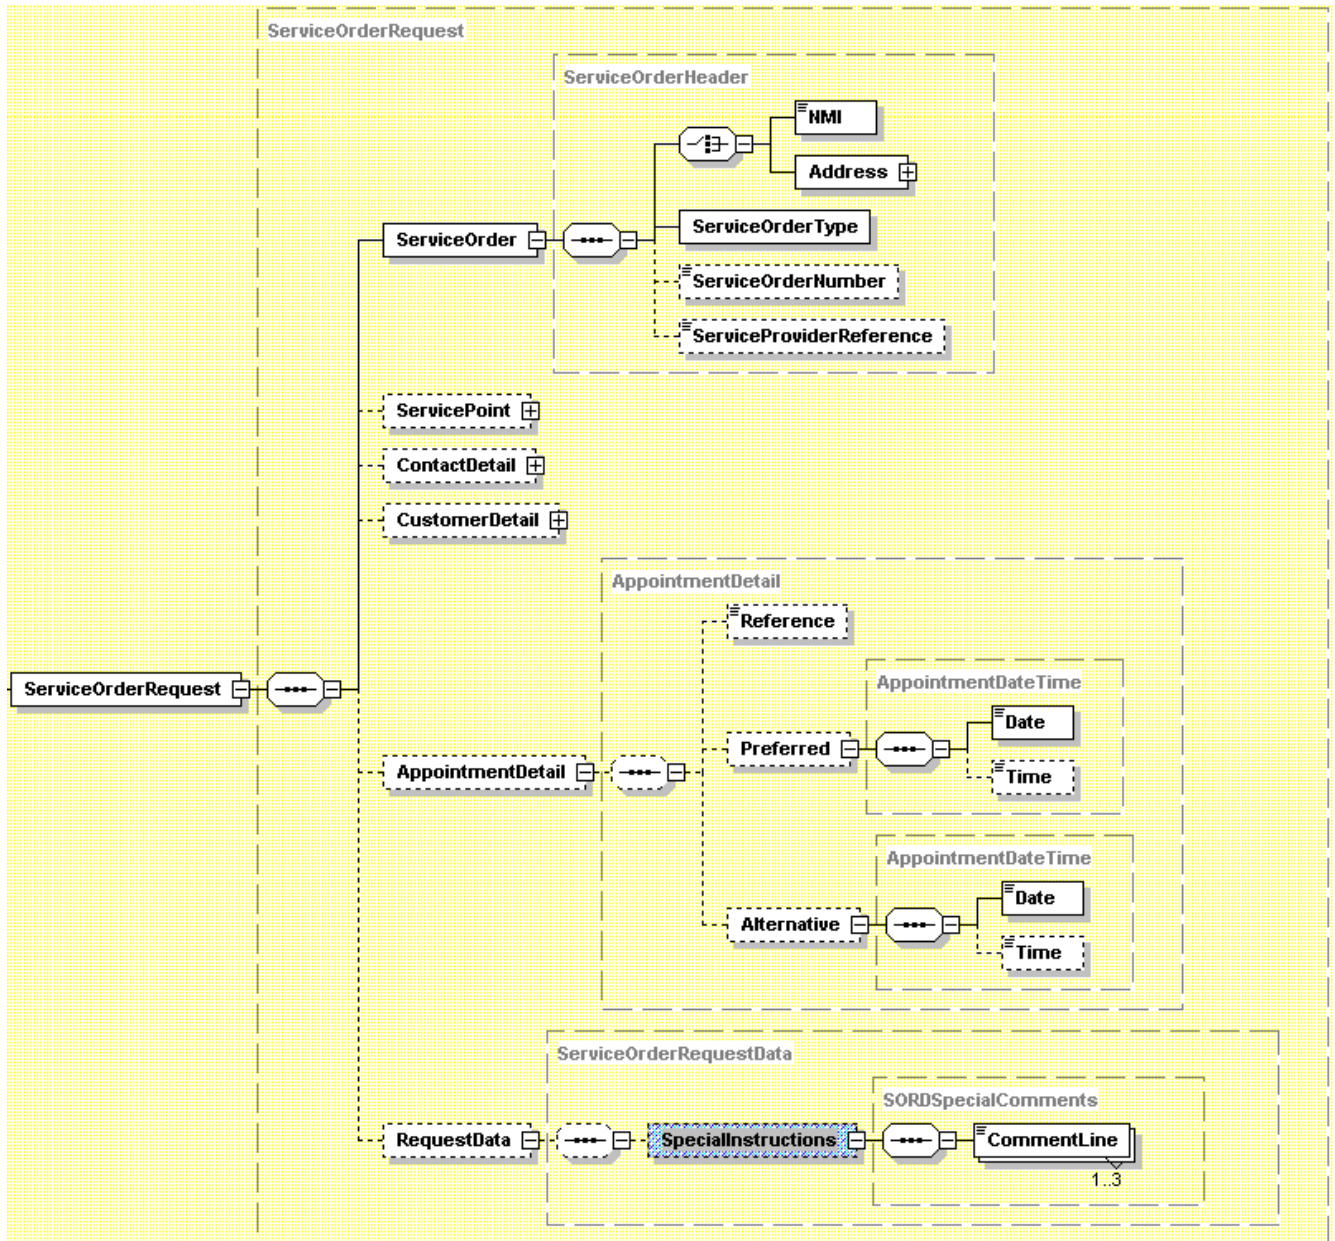 ServiceOrderRequest
ServiceOrderHeader
NMI
Address
ServiceOrder
ServiceOrderType
ServiceOrderNumber
ServiceProviderReference
ServicePoint
ContactDetail
CustomerDetail
AppointmentDetail
Reference
ServiceOrderRequest
AppointmentDateTime
Date
Preferred
Time
AppointmentDetail
AppointmentDateTime
Date
Alternative
Time
ServiceOrderRequestData
SORDSpecialComments
RequestData
SpecialInstructions
CommentLine
1..3